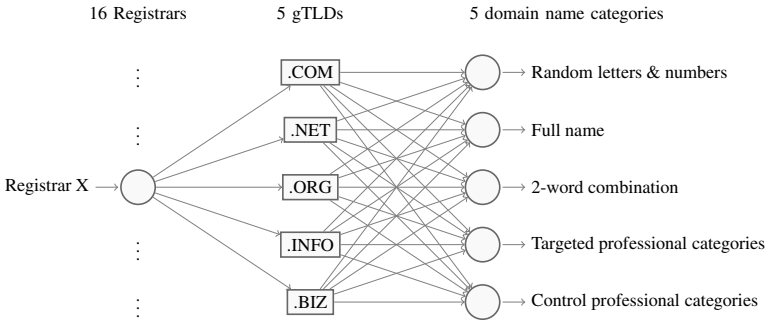 16 Registrars 5 gTLDs 5 domain name categories
.COM Random letters & numbers
.NET Full name
Registrar X .ORG 2-word combination
.INFO Targeted professional categories
.BIZ Control professional categories